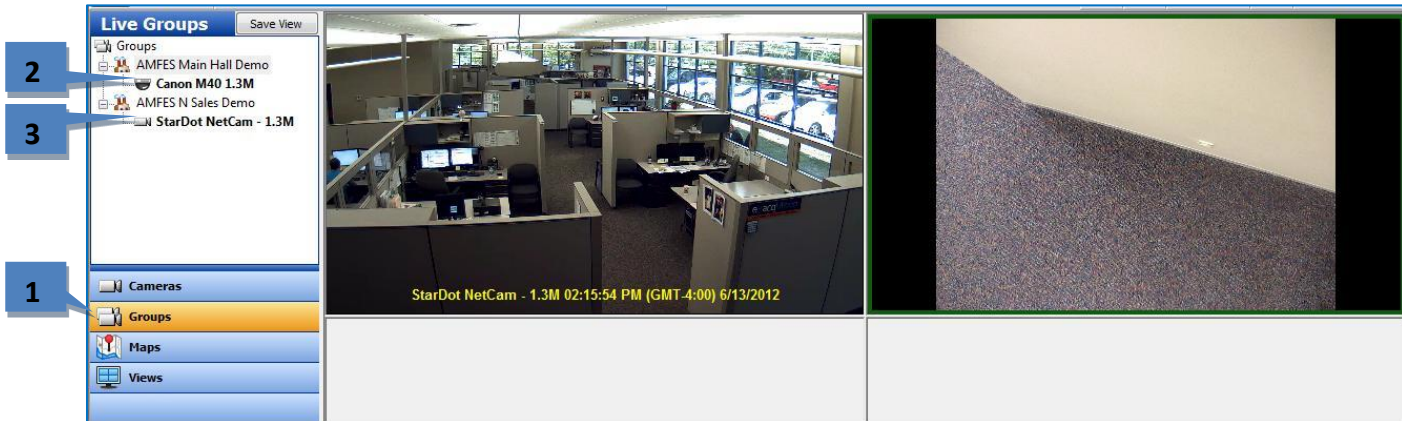 Live Groups
Save View
Groups
AMFES Main Hall Demo
2
Canon M40 1.3M
AMFES N Sales Demo
3
StarDot NetCam - 1.3M
Cameras
1
Groups
Maps
Views
StarDot NetCam - 1.3M 02:15:54 PM (GMT-4:00) 6/13/2012